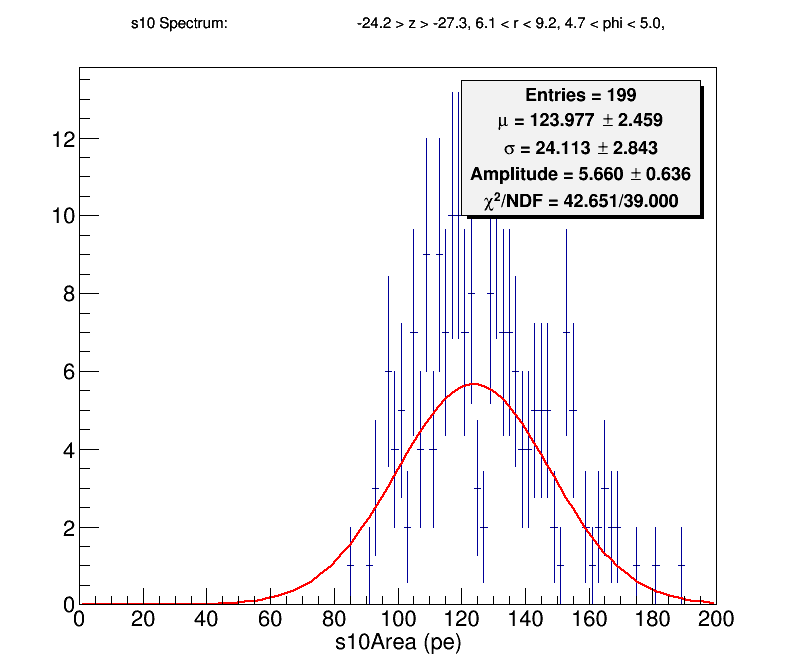 s10 Spectrum: -24.2 > z > -27.3, 6.1 < r < 9.2, 4.7 < phi < 5.0,
Entries = 199
μ = 123.977 ± 2.459
σ = 24.113 ± 2.843
Amplitude = 5.660 ± 0.636
χ²/NDF = 42.651/39.000
12
10
8
6
4
2
0
0 20 40 60 80 100 120 140 160 180 200
s10Area (pe)